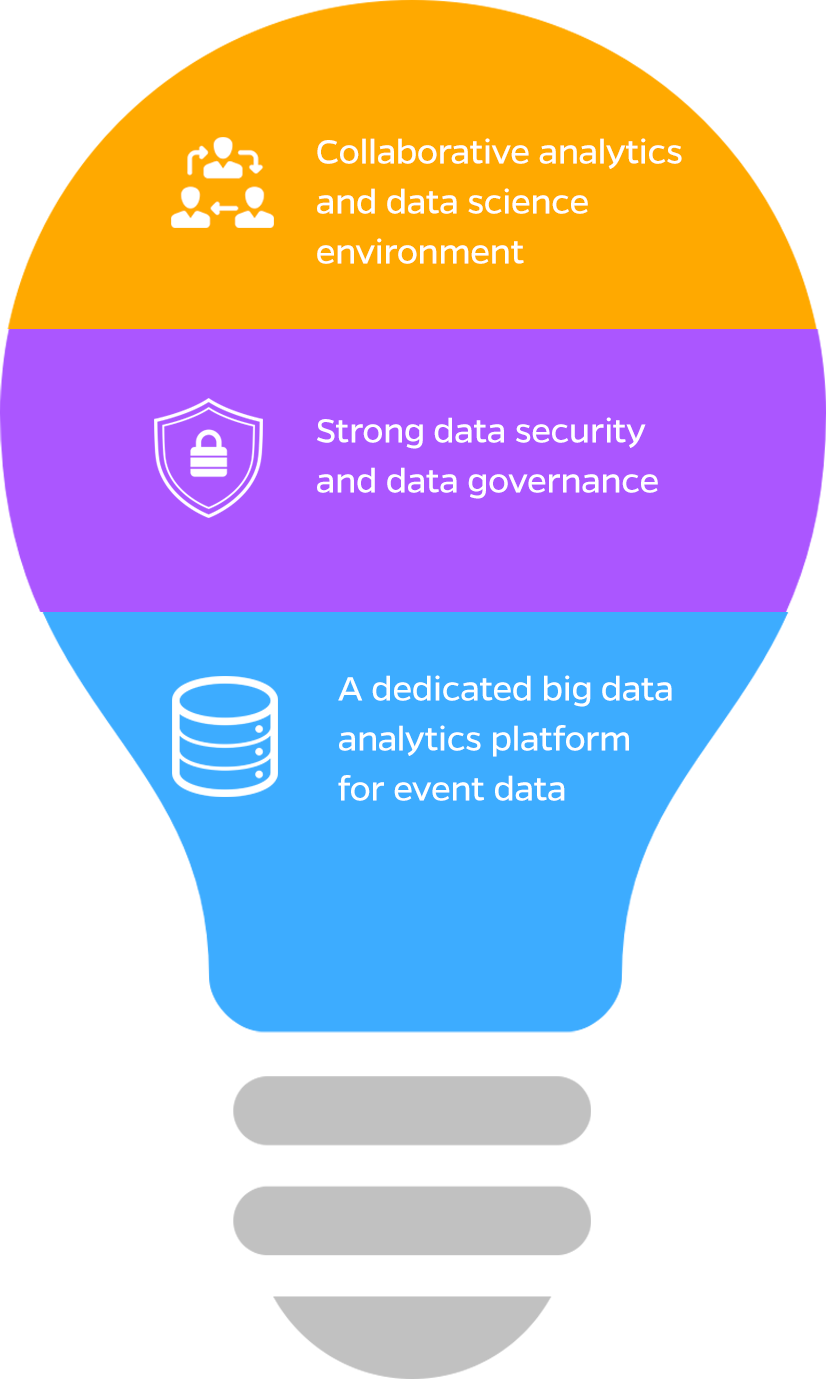 Collaborative analytics
and data science
environment
Strong data security
and data governance
A dedicated big data
analytics platform
for event data